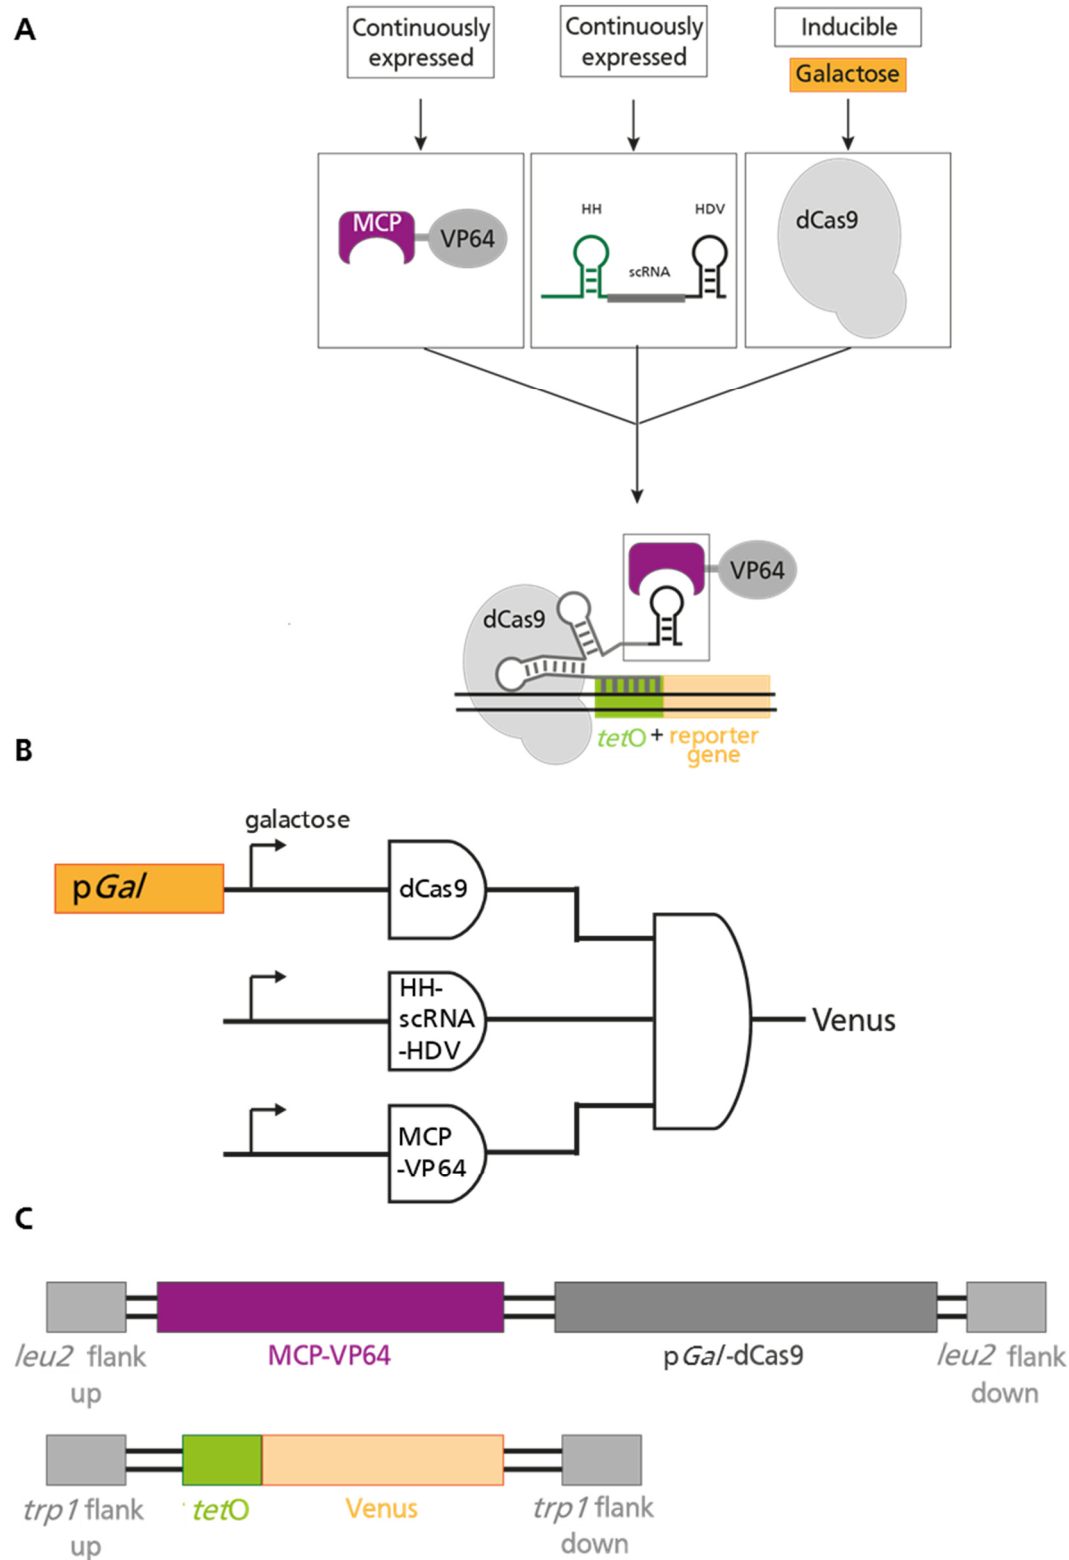 A
Continuously
expressed
Continuously
expressed
Inducible
Galactose
MCP
VP64
HH
HDV
scRNA
dCas9
VP64
dCas9
tetO + reporter
gene
B
galactose
pGal
dCas9
HH-
scRNA
-HDV
Venus
MCP
-VP64
C
leu2 flank
up
MCP-VP64
pGal-dCas9
leu2 flank
down
trp1 flank
up
tetO
Venus
trp1 flank
down